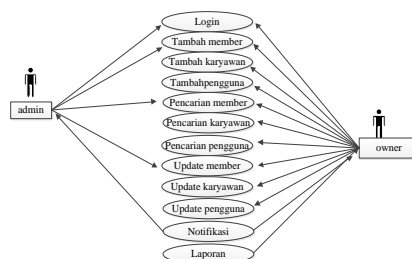 Login
Tambah member
Tambah karyawan
Tambahpengguna
admin
Pencarian member
Pencarian karyawan
Pencarian pengguna
owner
Update member
Update karyawan
Update pengguna
Notifikasi
Laporan